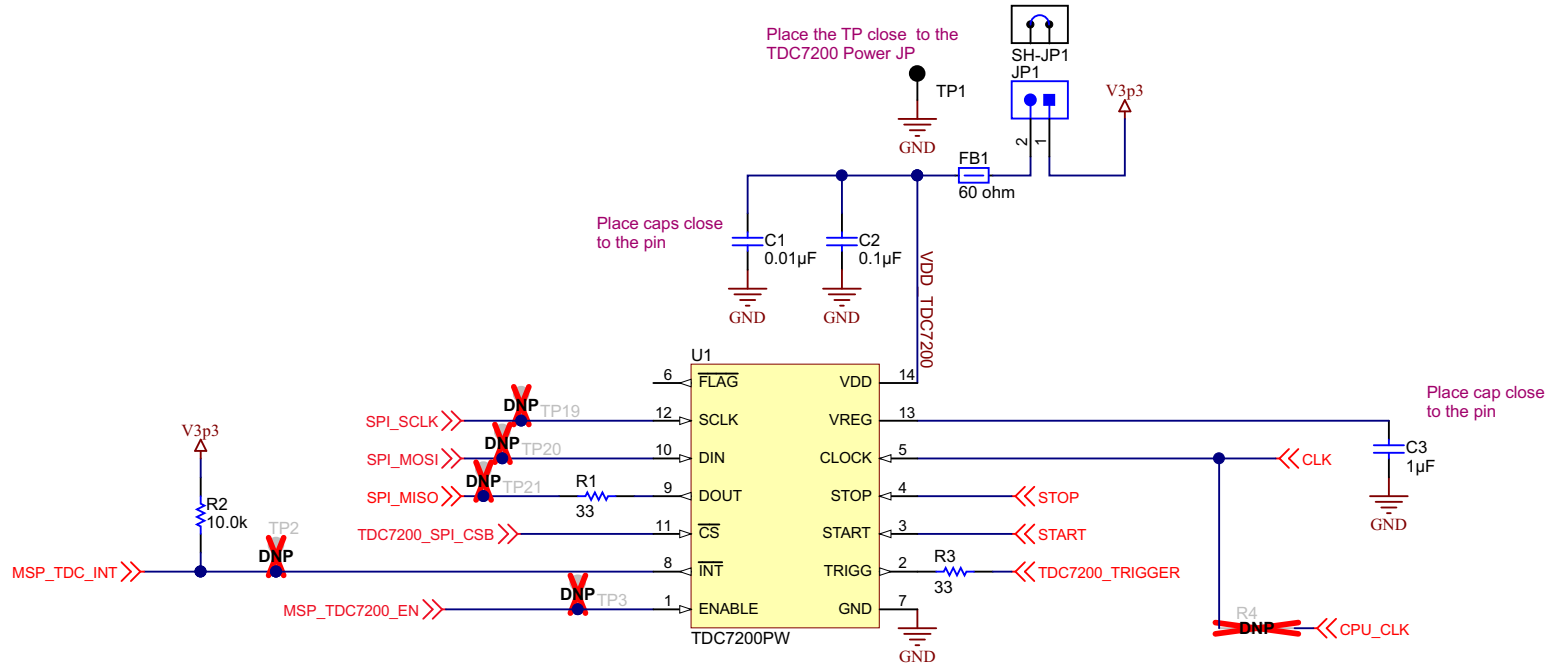 Place the TP close to the
TDC7200 Power JP
TP1
GND
SH-JP1
JP1
2
1
V3p3
FB1
60 ohm
Place caps close
to the pin
C1
0.01µF
GND
C2
0.1µF
GND
VDD_TDC7200
U1
6
FLAG
VDD
14
SPI_SCLK
DNP
TP19
12
SCLK
VREG
13
Place cap close
to the pin
C3
1µF
GND
V3p3
SPI_MOSI
DNP
TP20
10
DIN
CLOCK
5
CLK
SPI_MISO
DNP
TP21
R1
33
9
DOUT
STOP
4
STOP
R2
10.0k
TDC7200_SPI_CSB
11
CS
START
3
START
MSP_TDC_INT
TP2
DNP
8
INT
TRIGG
2
R3
33
TDC7200_TRIGGER
MSP_TDC7200_EN
DNP
TP3
1
ENABLE
GND
7
GND
TDC7200PW
R4
DNP
CPU_CLK